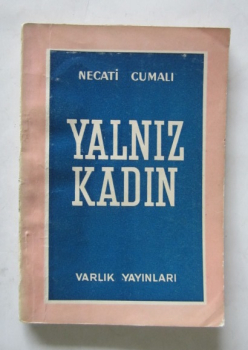 NECATİ CUMALI
YALNIZ
KADIN
VARLIK YAYINLARI